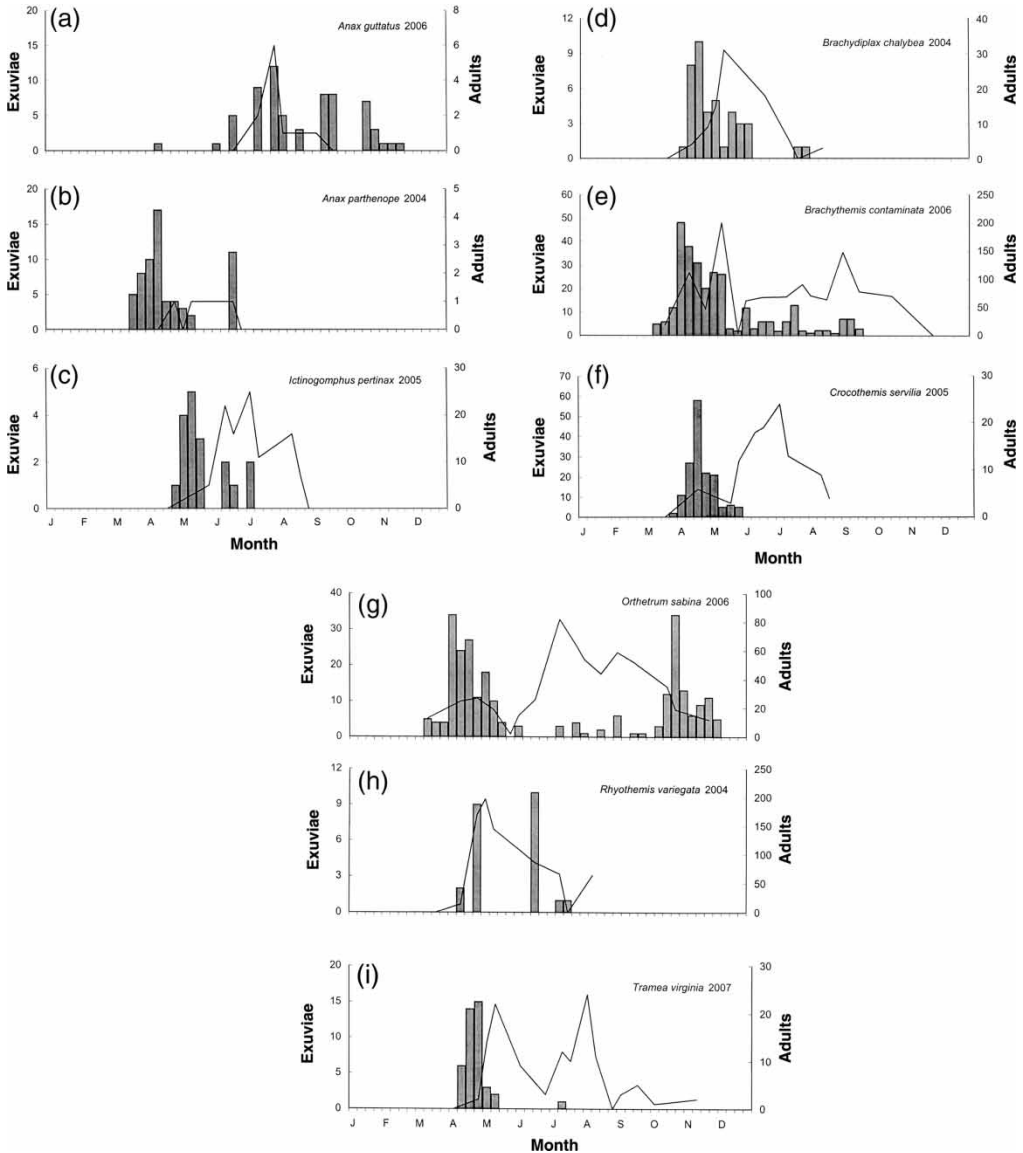 (a) Anax guttatus 2006
20 15 10 5 0
Exuviae
8 6 4 2 0
Adults
(b) Anax parthenope 2004
20 15 10 5 0
Exuviae
5 4 3 2 1 0
Adults
(c) Ictinogomphus pertinax 2005
6 4 2 0
Exuviae
30 20 10 0
Adults
J F M A M J J A S O N D
Month
(d) Brachydiplax chalybea 2004
12 9 6 3 0
Exuviae
40 30 20 10 0
Adults
(e) Brachythemis contaminata 2006
60 50 40 30 20 10 0
Exuviae
250 200 150 100 50 0
Adults
(f) Crocothemis servilia 2005
70 60 50 40 30 20 10 0
Exuviae
30 20 10 0
Adults
J F M A M J J A S O N D
Month
(g) Orthetrum sabina 2006
40 30 20 10 0
Exuviae
100 80 60 40 20 0
Adults
(h) Rhyothemis variegata 2004
12 9 6 3 0
Exuviae
250 200 150 100 50 0
Adults
(i) Tramea virginia 2007
20 15 10 5 0
Exuviae
30 20 10 0
Adults
J F M A M J J A S O N D
Month